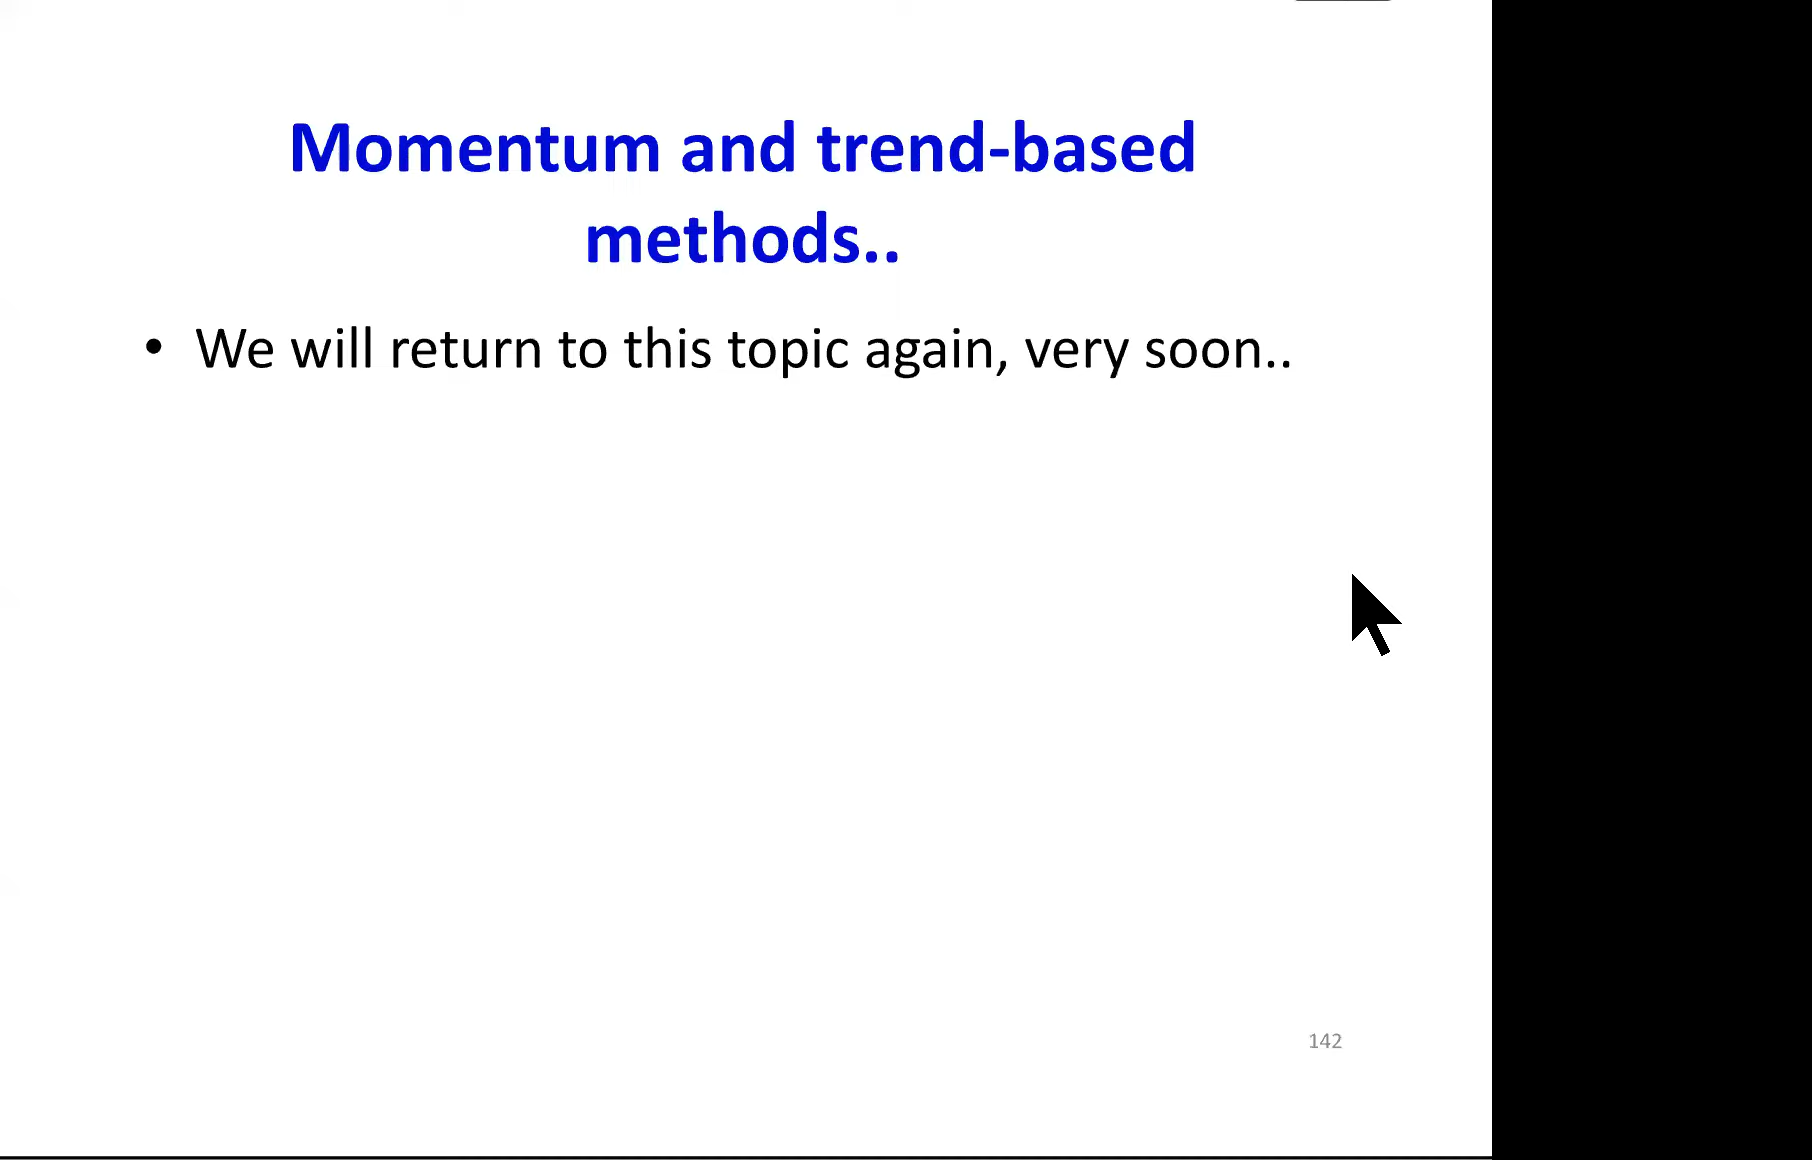 Momentum and trend-based
methods..
• We will return to this topic again, very soon..
142